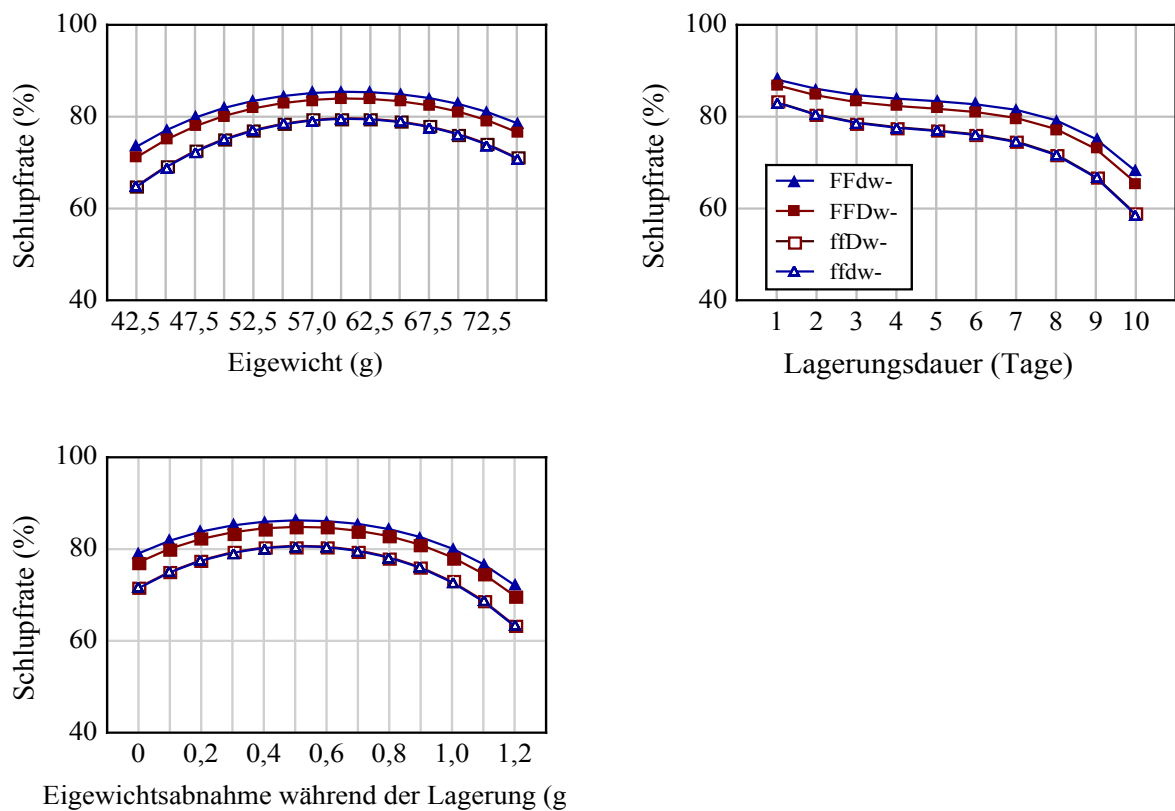 100
80
60
40
Schlupfrate (%)
42,5 47,5 52,5 57,0 62,5 67,5 72,5
Eigewicht (g)
100
80
60
40
Schlupfrate (%)
FFdw-
FFDw-
ffDw-
ffdw-
1 2 3 4 5 6 7 8 9 10
Lagerungsdauer (Tage)
100
80
60
40
Schlupfrate (%)
0 0,2 0,4 0,6 0,8 1,0 1,2
Eigewichtsabnahme während der Lagerung (g